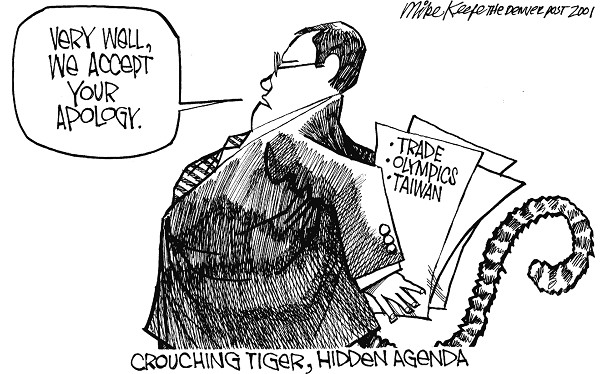 Mike Keefe THE DENVER POST 2001
VERY WELL,
WE ACCEPT
YOUR
APOLOGY.
• TRADE
• OLYMPICS
• TAIWAN
CROUCHING TIGER, HIDDEN AGENDA